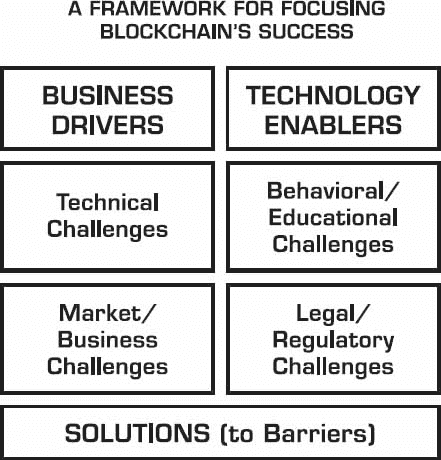 A FRAMEWORK FOR FOCUSING
BLOCKCHAIN'S SUCCESS
BUSINESS
DRIVERS
TECHNOLOGY
ENABLERS
Technical
Challenges
Behavioral/
Educational
Challenges
Market/
Business
Challenges
Legal/
Regulatory
Challenges
SOLUTIONS (to Barriers)